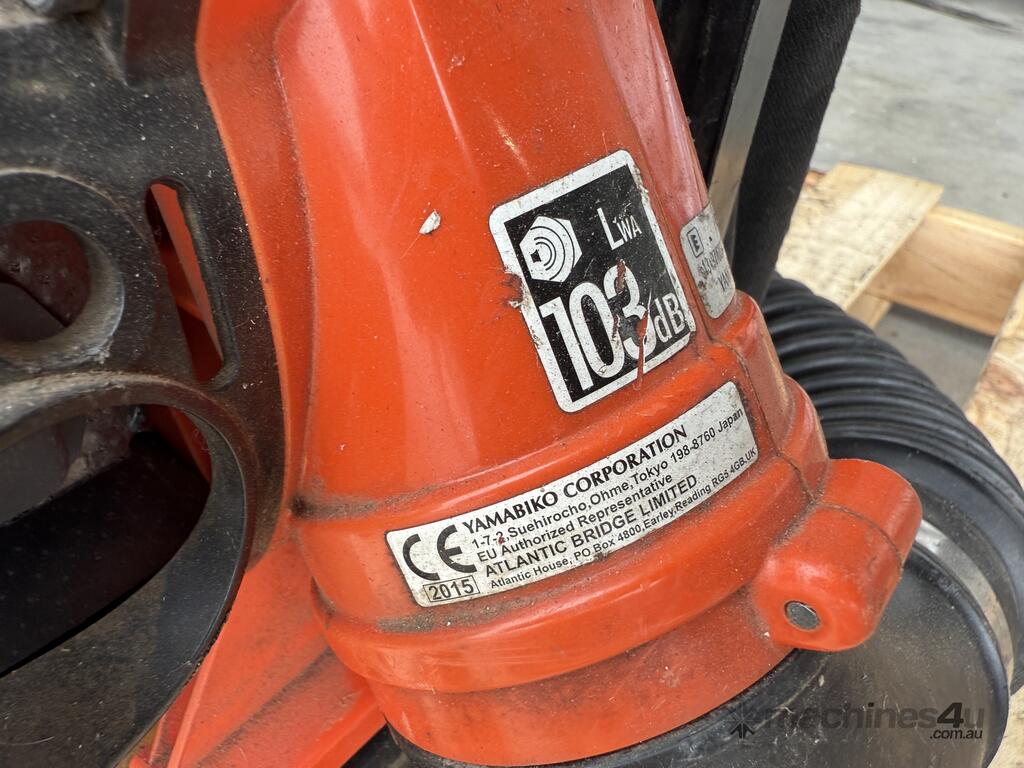 LWA
103dB
E
CE
2015
YAMABIKO CORPORATION
1-7-2,Suehirocho,Ohme,Tokyo 198-8760 Japan
EU Authorized Representative
ATLANTIC BRIDGE LIMITED
Atlantic House, PO Box 4800,Earley,Reading RG5 4GB,UK
machines4u
.com.au